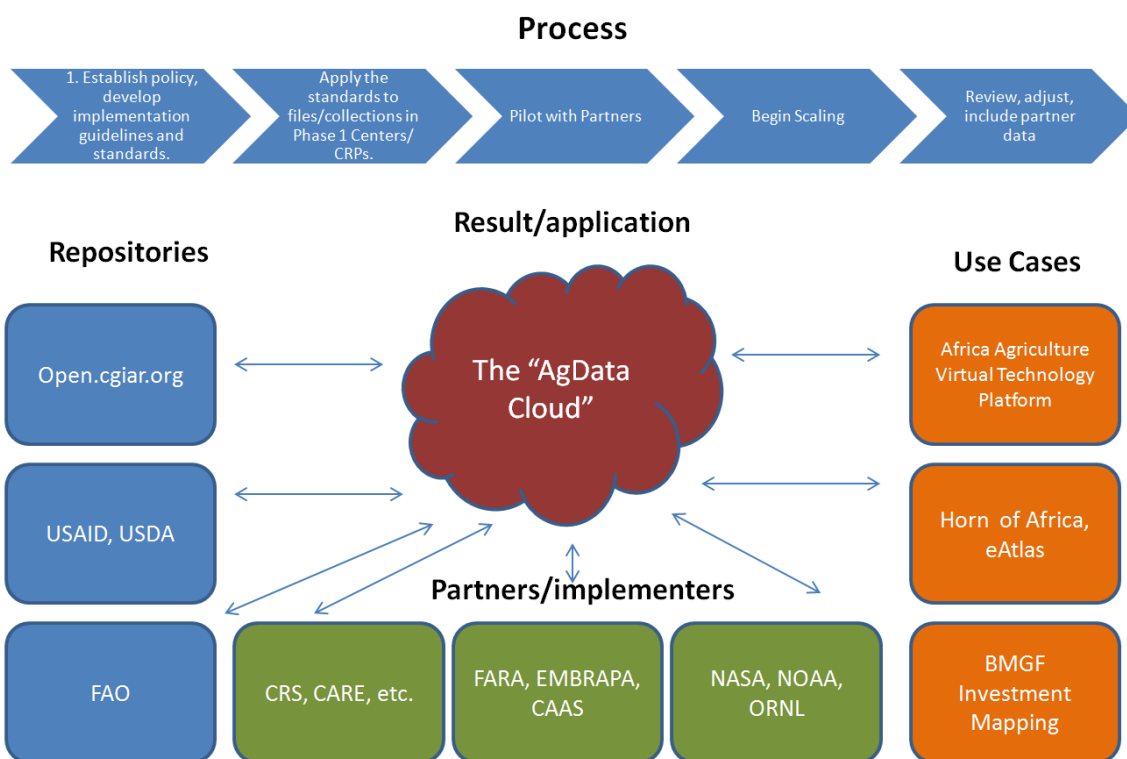 Process
1. Establish policy,
develop
implementation
guidelines and
standards.
Apply the
standards to
files/collections in
Phase 1 Centers/
CRPs.
Pilot with Partners
Begin Scaling
Review, adjust,
include partner
data
Result/application
Repositories
Use Cases
Open.cgiar.org
The “AgData
Cloud”
Africa Agriculture
Virtual Technology
Platform
USAID, USDA
Horn of Africa,
eAtlas
Partners/implementers
FAO
CRS, CARE, etc.
FARA, EMBRAPA,
CAAS
NASA, NOAA,
ORNL
BMGF
Investment
Mapping